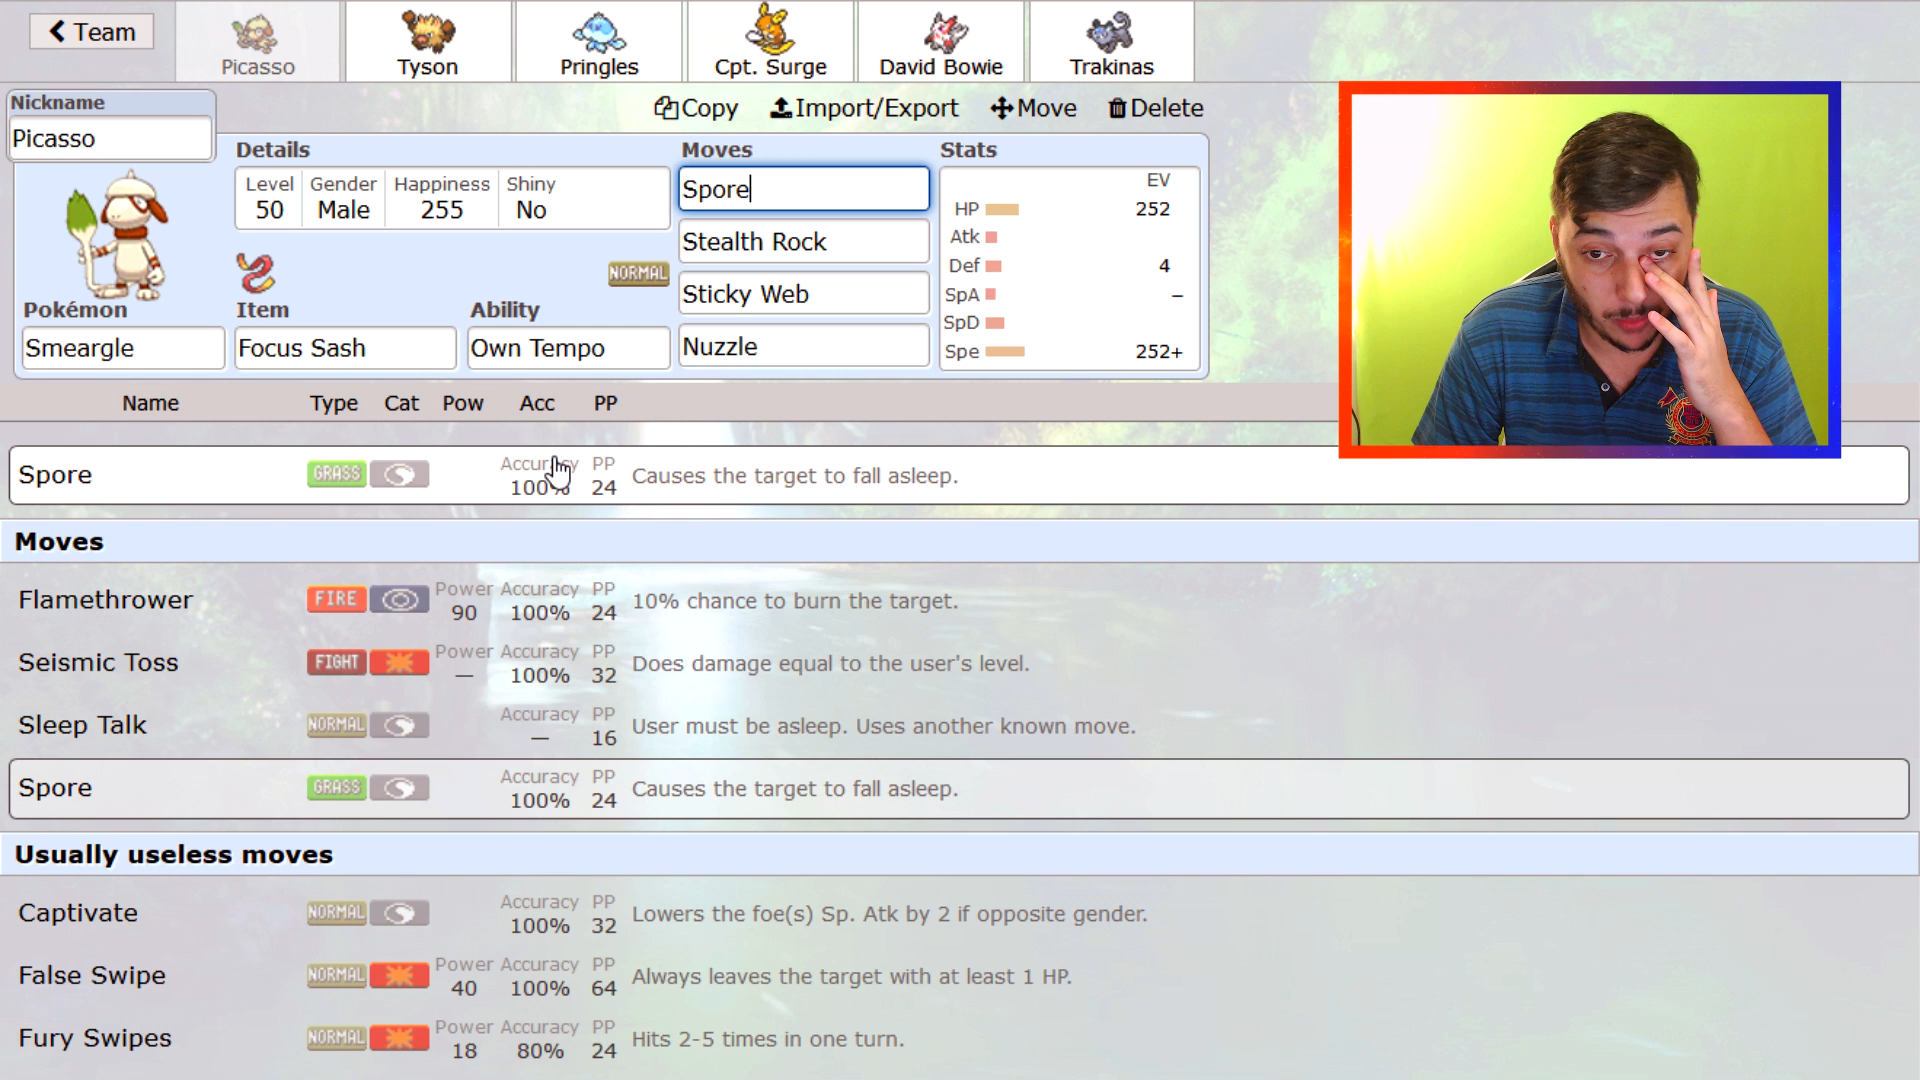 Team
Picasso
Tyson
Pringles
Cpt. Surge
David Bowie
Trakinas
Nickname
Picasso
Copy
Import/Export
Move
Delete
Details
Level Gender Happiness Shiny
50 Male 255 No
NORMAL
Pokémon
Smeargle
Item
Focus Sash
Ability
Own Tempo
Moves
Spore
Stealth Rock
Sticky Web
Nuzzle
Stats
EV
HP 252
Atk
Def 4
SpA –
SpD
Spe 252+
Name Type Cat Pow Acc PP
Accuracy PP
Spore GRASS 100% 24 Causes the target to fall asleep.
Moves
Power Accuracy PP
Flamethrower FIRE 90 100% 24 10% chance to burn the target.
Power Accuracy PP
Seismic Toss FIGHT — 100% 32 Does damage equal to the user's level.
Accuracy PP
Sleep Talk NORMAL — 16 User must be asleep. Uses another known move.
Accuracy PP
Spore GRASS 100% 24 Causes the target to fall asleep.
Usually useless moves
Accuracy PP
Captivate NORMAL 100% 32 Lowers the foe(s) Sp. Atk by 2 if opposite gender.
Power Accuracy PP
False Swipe NORMAL 40 100% 64 Always leaves the target with at least 1 HP.
Power Accuracy PP
Fury Swipes NORMAL 18 80% 24 Hits 2-5 times in one turn.